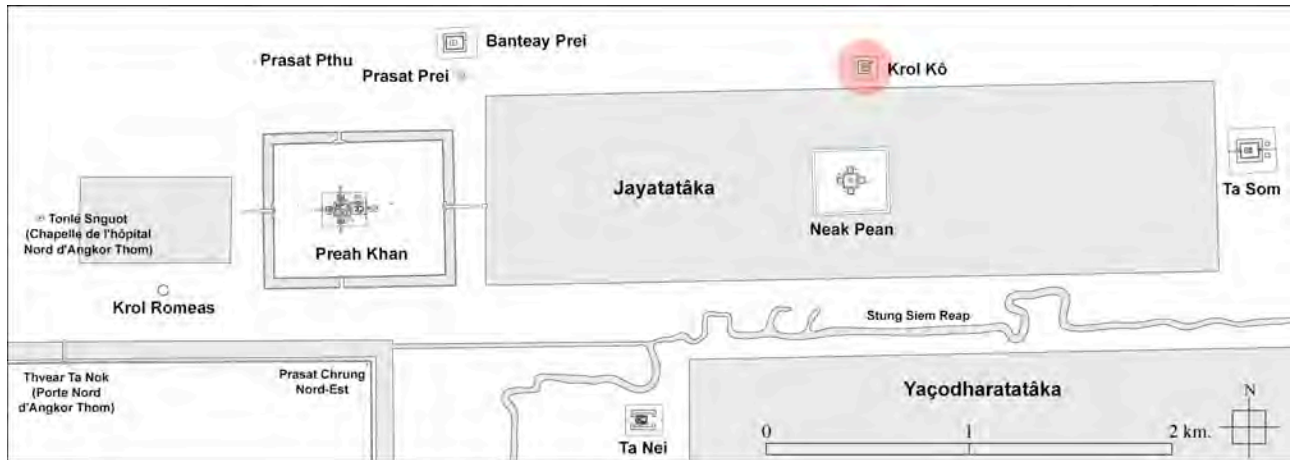 Banteay Prei
Prasat Pthu
Prasat Prei
Krol Kô
Jayatatâka
Ta Som
Tonlé Snguot
(Chapelle de l'hôpital
Nord d'Angkor Thom)
Preah Khan
Neak Pean
Krol Romeas
Stung Siem Reap
Thvear Ta Nok
(Porte Nord
d'Angkor Thom)
Prasat Chrung
Nord-Est
Yaçodharatatâka
N
Ta Nei
0 1 2 km.